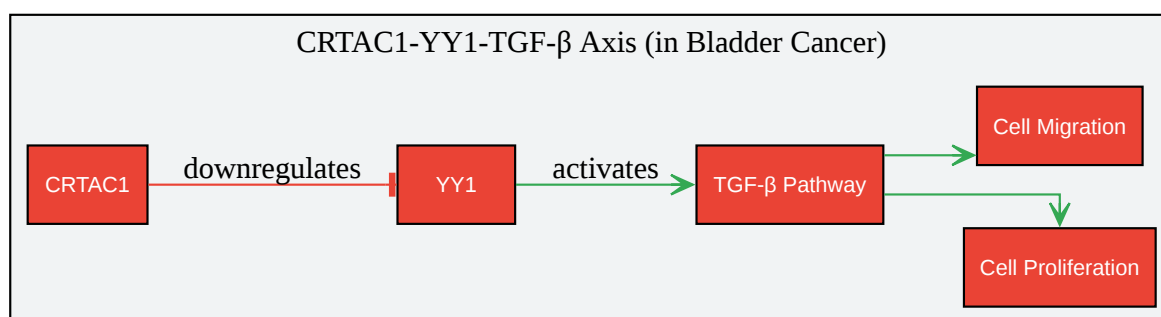 CRTAC1-YY1-TGF-β Axis (in Bladder Cancer)
CRTAC1
downregulates
YY1
activates
TGF-β Pathway
Cell Migration
Cell Proliferation